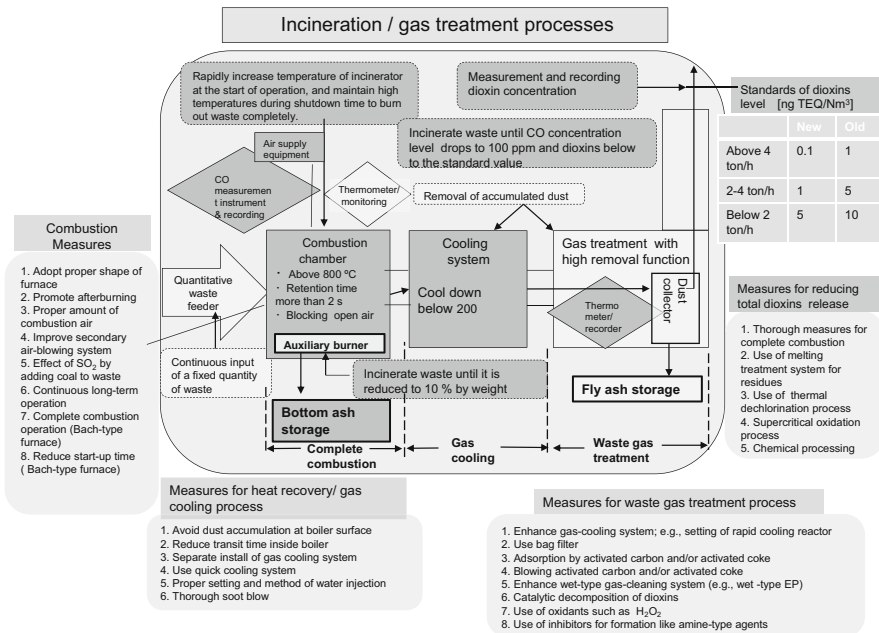 Incineration / gas treatment processes
Rapidly increase temperature of incinerator
at the start of operation, and maintain high
temperatures during shutdown time to burn
out waste completely.
Measurement and recording
dioxin concentration
Standards of dioxins
level [ng TEQ/Nm³]
New Old
Above 4
ton/h
0.1 1
2-4 ton/h 1 5
Below 2
ton/h
5 10
Incinerate waste until CO concentration
level drops to 100 ppm and dioxins below
to the standard value
Air supply
equipment
CO
measuremen
t instrument
& recording
Thermometer/
monitoring
Removal of accumulated dust
Combustion
Measures
1. Adopt proper shape of
furnace
2. Promote afterburning
3. Proper amount of
combustion air
4. Improve secondary
air-blowing system
5. Effect of SO₂ by
adding coal to waste
6. Continuous long-term
operation
7. Complete combustion
operation (Bach-type
furnace)
8. Reduce start-up time
( Bach-type furnace)
Quantitative
waste
feeder
Continuous input
of a fixed quantity
of waste
Combustion
chamber
· Above 800 ºC
· Retention time
more than 2 s
· Blocking open air
Auxiliary burner
Cooling
system
Cool down
below 200
Gas treatment with
high removal function
Thermo
meter/
recorder
Dust
collector
Incinerate waste until it is
reduced to 10 % by weight
Bottom ash
storage
Fly ash storage
Complete
combustion
Gas
cooling
Waste gas
treatment
Measures for reducing
total dioxins release
1. Thorough measures for
complete combustion
2. Use of melting
treatment system for
residues
3. Use of thermal
dechlorination process
4. Supercritical oxidation
process
5. Chemical processing
Measures for heat recovery/ gas
cooling process
1. Avoid dust accumulation at boiler surface
2. Reduce transit time inside boiler
3. Separate install of gas cooling system
4. Use quick cooling system
5. Proper setting and method of water injection
6. Thorough soot blow
Measures for waste gas treatment process
1. Enhance gas-cooling system; e.g., setting of rapid cooling reactor
2. Use bag filter
3. Adsorption by activated carbon and/or activated coke
4. Blowing activated carbon and/or activated coke
5. Enhance wet-type gas-cleaning system (e.g., wet -type EP)
6. Catalytic decomposition of dioxins
7. Use of oxidants such as H₂O₂
8. Use of inhibitors for formation like amine-type agents